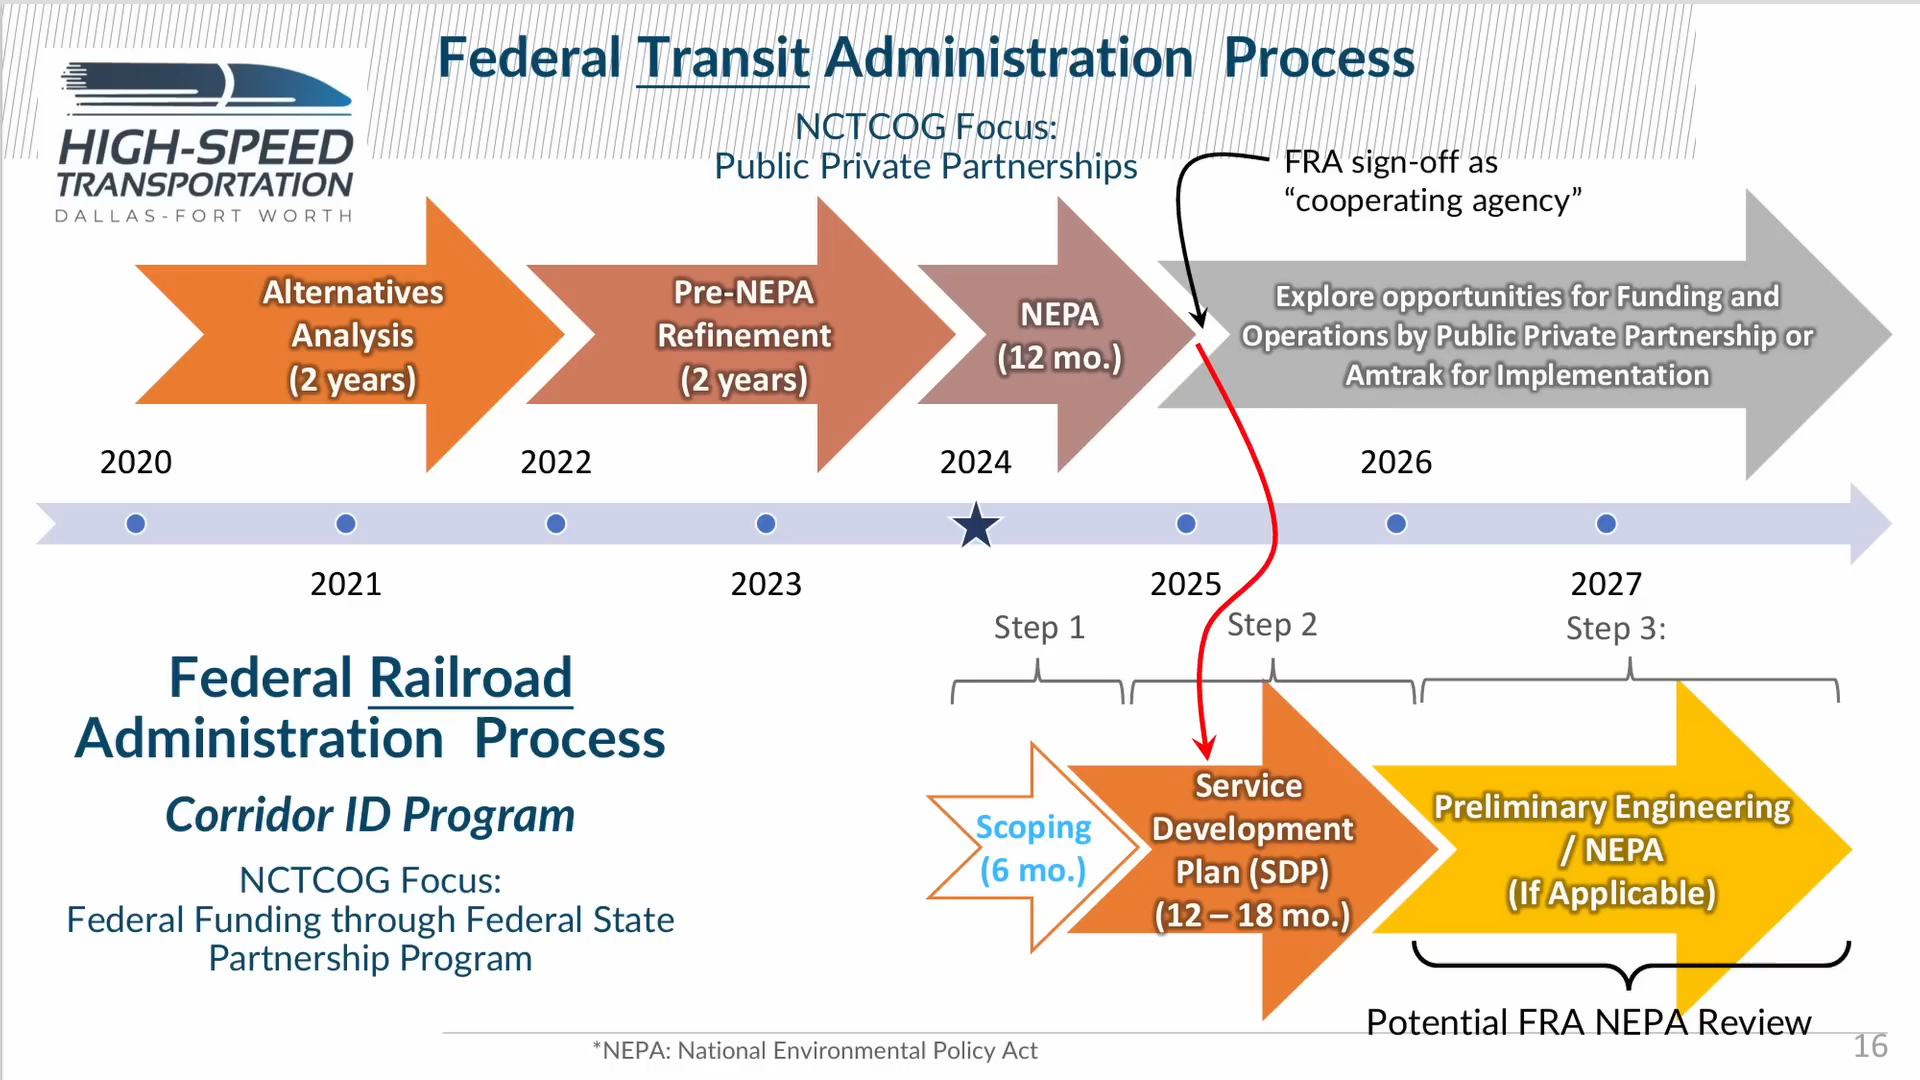 Federal Transit Administration Process
HIGH-SPEED
TRANSPORTATION
DALLAS-FORT WORTH
NCTCOG Focus:
Public Private Partnerships
FRA sign-off as
“cooperating agency”
Alternatives
Analysis
(2 years)
Pre-NEPA
Refinement
(2 years)
NEPA
(12 mo.)
Explore opportunities for Funding and
Operations by Public Private Partnership or
Amtrak for Implementation
2020
2022
2024
2026
2021
2023
2025
2027
Step 1
Step 2
Step 3:
Federal Railroad
Administration Process
Corridor ID Program
NCTCOG Focus:
Federal Funding through Federal State
Partnership Program
Scoping
(6 mo.)
Service
Development
Plan (SDP)
(12 – 18 mo.)
Preliminary Engineering
/ NEPA
(If Applicable)
Potential FRA NEPA Review
*NEPA: National Environmental Policy Act
16